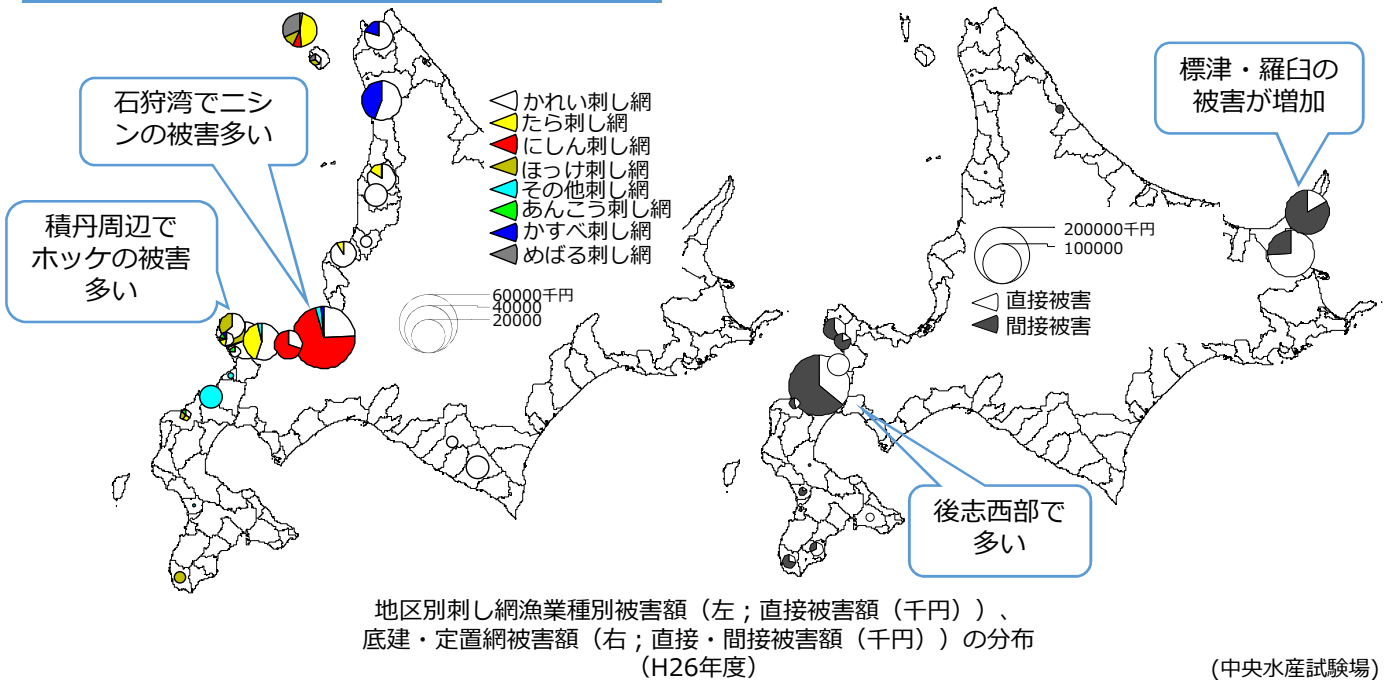 石狩湾でニシ
ンの被害多い
積丹周辺で
ホッケの被害
多い
かれい刺し網
たら刺し網
にしん刺し網
ほっけ刺し網
その他刺し網
あんこう刺し網
かすべ刺し網
めばる刺し網
60000千円
40000
20000
標津・羅臼の
被害が増加
200000千円
100000
直接被害
間接被害
後志西部で
多い
地区別刺し網漁業種別被害額（左；直接被害額（千円））、
底建・定置網被害額（右；直接・間接被害額（千円））の分布
（H26年度）
(中央水産試験場)